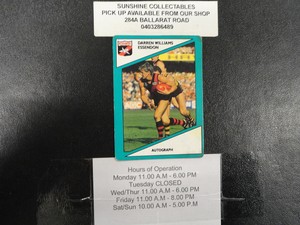 SUNSHINE COLLECTABLES
PICK UP AVAILABLE FROM OUR SHOP
284A BALLARAT ROAD
0403286489
DARREN WILLIAMS
ESSENDON
AUTOGRAPH
Hours of Operation
Monday 11.00 A.M - 6.00 PM
Tuesday CLOSED
Wed/Thur 11.00 A.M - 6.00 PM
Friday 11.00 A.M - 8.00 PM
Sat/Sun 10.00 A.M - 5.00 P.M